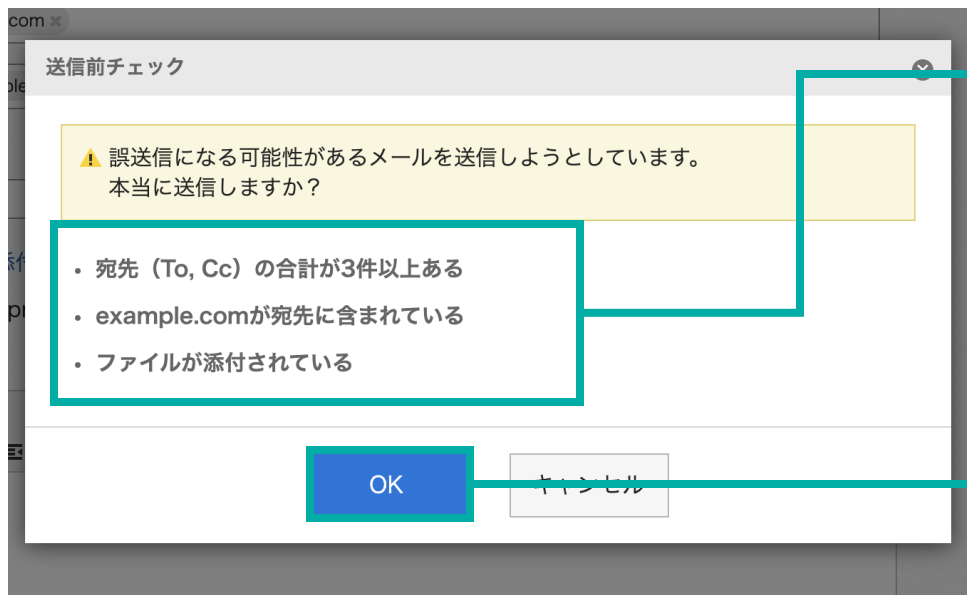 com
送信前チェック
誤送信になる可能性があるメールを送信しようとしています。
本当に送信しますか？
• 宛先（To, Cc）の合計が3件以上ある
• example.comが宛先に含まれている
• ファイルが添付されている
OK
キャンセル